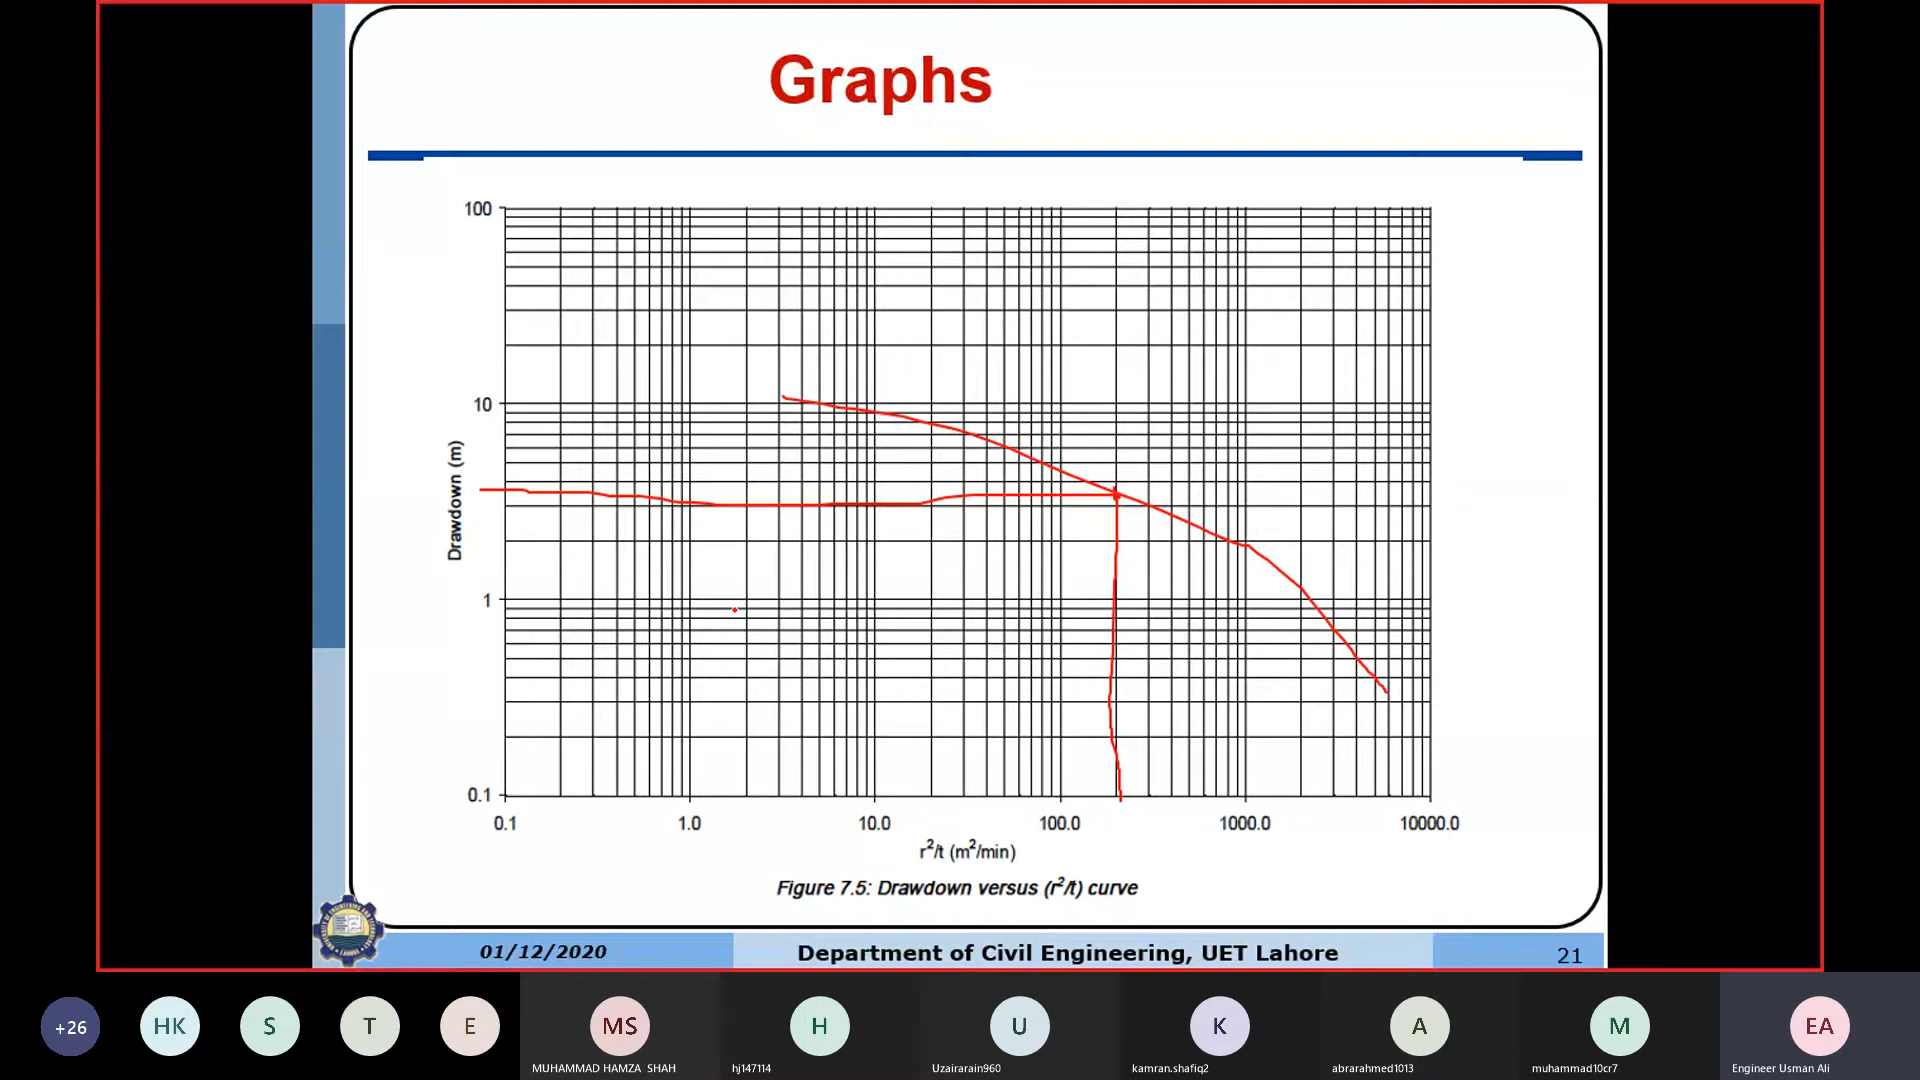 Graphs
100
10
1
0.1
Drawdown (m)
0.1 1.0 10.0 100.0 1000.0 10000.0
r²/t (m²/min)
Figure 7.5: Drawdown versus (r²/t) curve
01/12/2020 Department of Civil Engineering, UET Lahore 21
+26 HK S T E MS H U K A M EA
MUHAMMAD HAMZA SHAH hj147114 Uzairarain960 kamran.shafiq2 abrarahmed1013 muhammad10cr7 Engineer Usman Ali